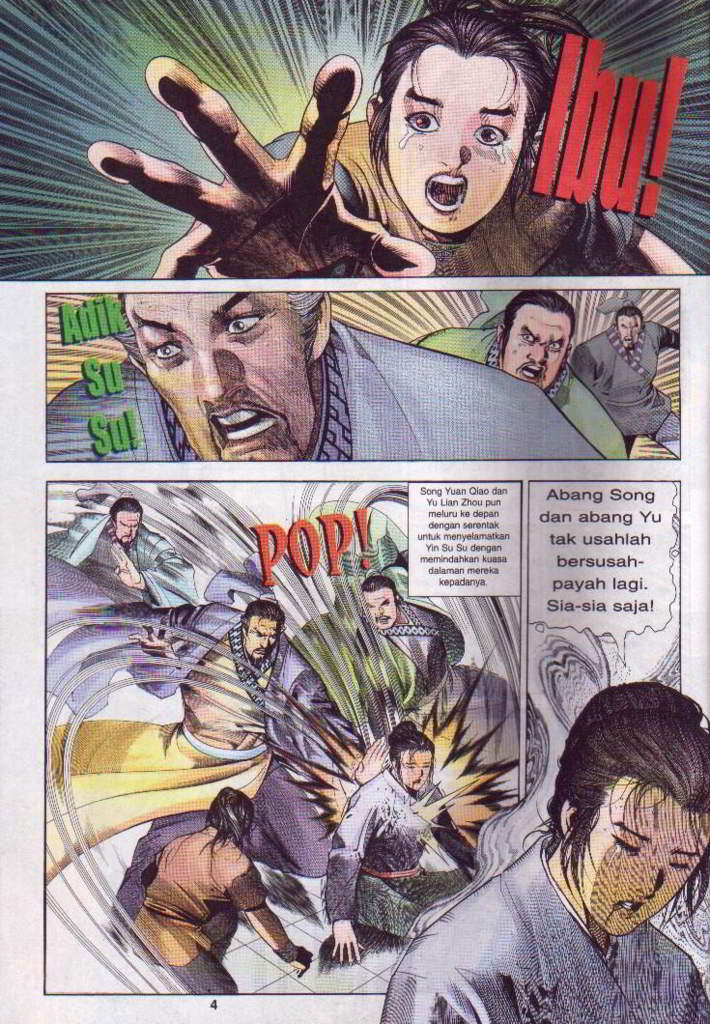 Ibu!
Adik
Su
Su!
POP!
Song Yuan Qiao dan
Yu Lian Zhou pun
meluru ke depan
dengan serentak
untuk menyelamatkan
Yin Su Su dengan
memindahkan kuasa
dalaman mereka
kepadanya.
Abang Song
dan abang Yu
tak usahlah
bersusah-
payah lagi.
Sia-sia saja!
4